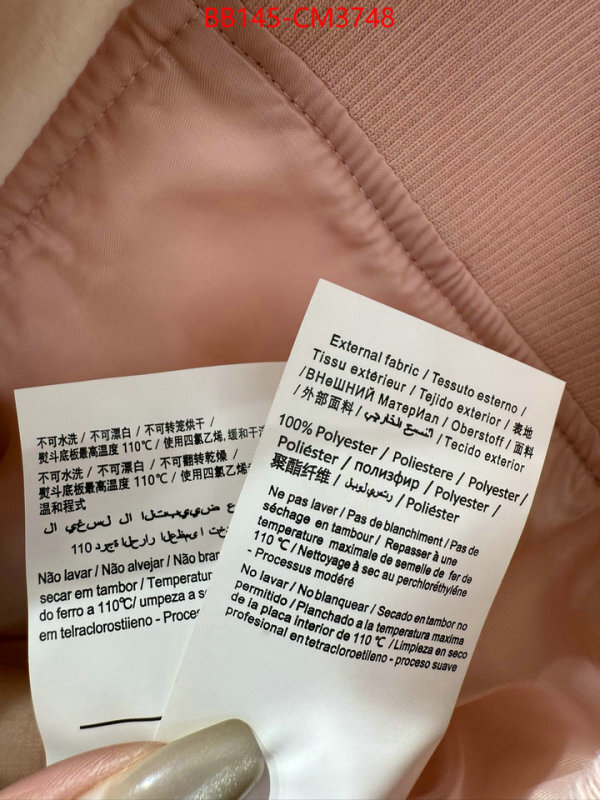 BB145-CM3748
External fabric / Tessuto esterno /
Tissu extérieur / Tejido exterior /
/ВНеШНИЙ МатерИал / Oberstoff / 表地
/外部面料 / النسيج الخارجي / Tecido exterior
100% Polyester / Poliestere / Polyester /
Poliéster / полиэфир / Polyester /
聚酯纤维 / / Poliéster
Ne pas laver / Pas de blanchiment / Pas de
séchage en tambour / Repasser à une
temperature maximale de semelle de fer de
110 ℃ / Nettoyage à sec au perchloréthyléne
- Processus modéré
No lavar / No blanquear / Secado en tambor no
permitido / Planchado a la temperatura maxima
de la placa interior de 110 ℃ /Limpieza en seco
profesional en tetracloroetileno - proceso suave
不可水洗 / 不可漂白 / 不可转笼烘干 /
熨斗底板最高温度 110℃ / 使用四氯乙烯, 缓和干
不可水洗 / 不可漂白 / 不可翻转乾燥 /
熨斗底板最高溫度 110℃ / 使用四氯乙
溫和程式
110
Não lavar / Não alvejar / Não
secar em tambor / Temperatur
do ferro a 110℃/ umpeza a s
em tetraclorostiieno - Proces